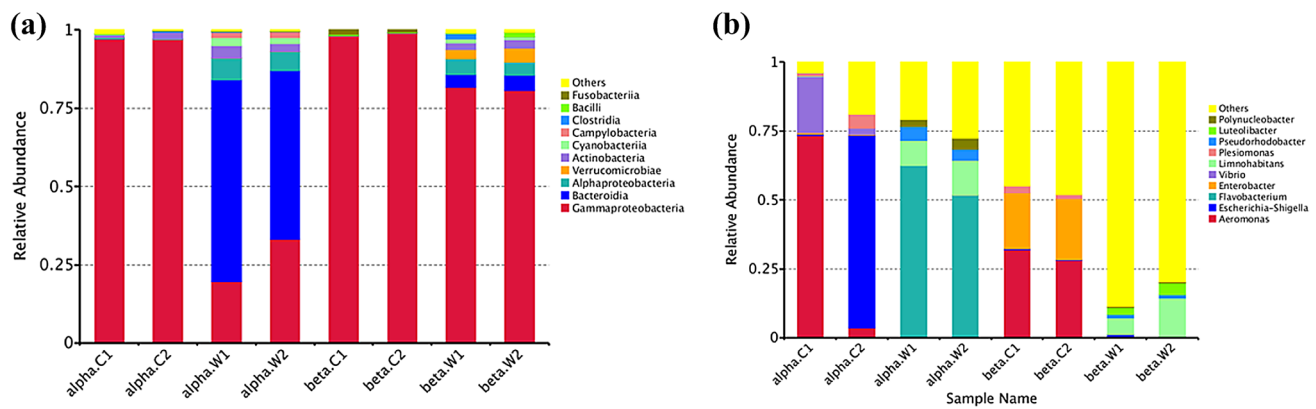 (a)
Relative Abundance
1
0.75
0.5
0.25
0
alpha.C1
alpha.C2
alpha.W1
alpha.W2
beta.C1
beta.C2
beta.W1
beta.W2
Others
Fusobacteriia
Bacilli
Clostridia
Campylobacteria
Cyanobacteriia
Actinobacteria
Verrucomicrobiae
Alphaproteobacteria
Bacteroidia
Gammaproteobacteria
(b)
Relative Abundance
1
0.75
0.5
0.25
0
alpha.C1
alpha.C2
alpha.W1
alpha.W2
beta.C1
beta.C2
beta.W1
beta.W2
Sample Name
Others
Polynucleobacter
Luteolibacter
Pseudorhodobacter
Plesiomonas
Limnohabitans
Vibrio
Enterobacter
Flavobacterium
Escherichia-Shigella
Aeromonas